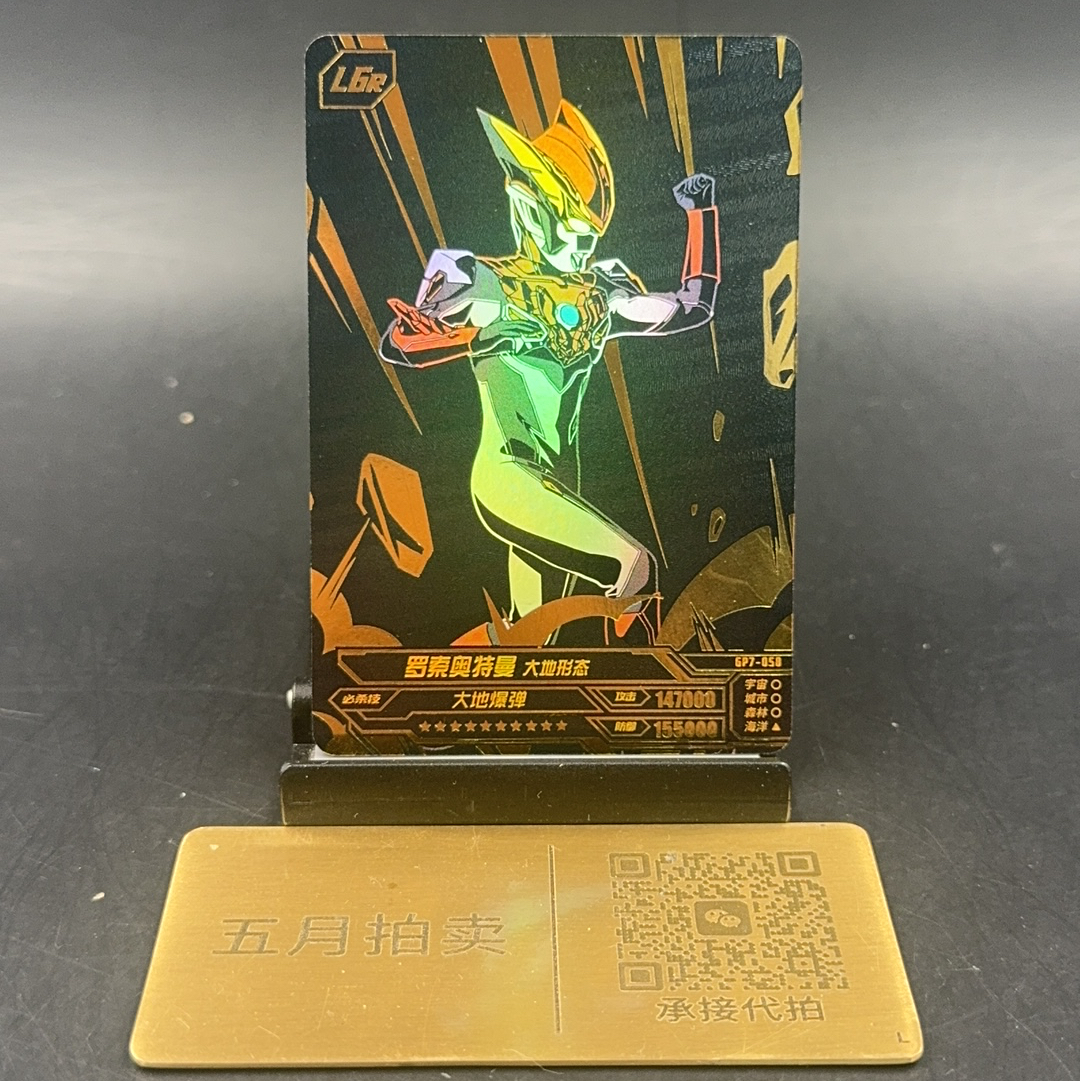 LGR
罗索奥特曼 大地形态
GP7-058
必杀技 大地爆弹 攻击 147000
防御 155000
宇宙 ○
城市 ○
森林 ○
海洋 ▲
五月拍卖
承接代拍
L